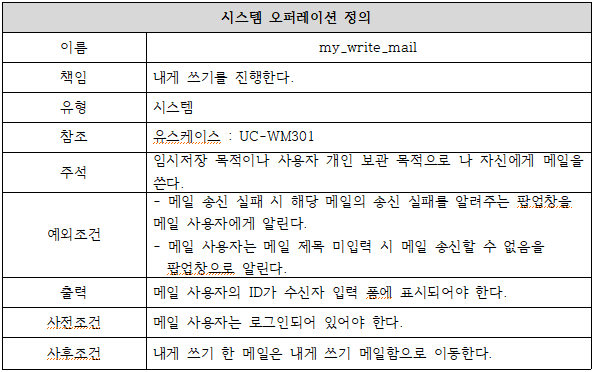 시스템 오퍼레이션 정의
이름
my_write_mail
책임
내게 쓰기를 진행한다.
유형
시스템
참조
유스케이스 : UC-WM301
주석
임시저장 목적이나 사용자 개인 보관 목적으로 나 자신에게 메일을
쓴다.
예외조건
- 메일 송신 실패 시 해당 메일의 송신 실패를 알려주는 팝업창을
메일 사용자에게 알린다.
- 메일 사용자는 메일 제목 미입력 시 메일 송신할 수 없음을
팝업창으로 알린다.
출력
메일 사용자의 ID가 수신자 입력 폼에 표시되어야 한다.
사전조건
메일 사용자는 로그인되어 있어야 한다.
사후조건
내게 쓰기 한 메일은 내게 쓰기 메일함으로 이동한다.